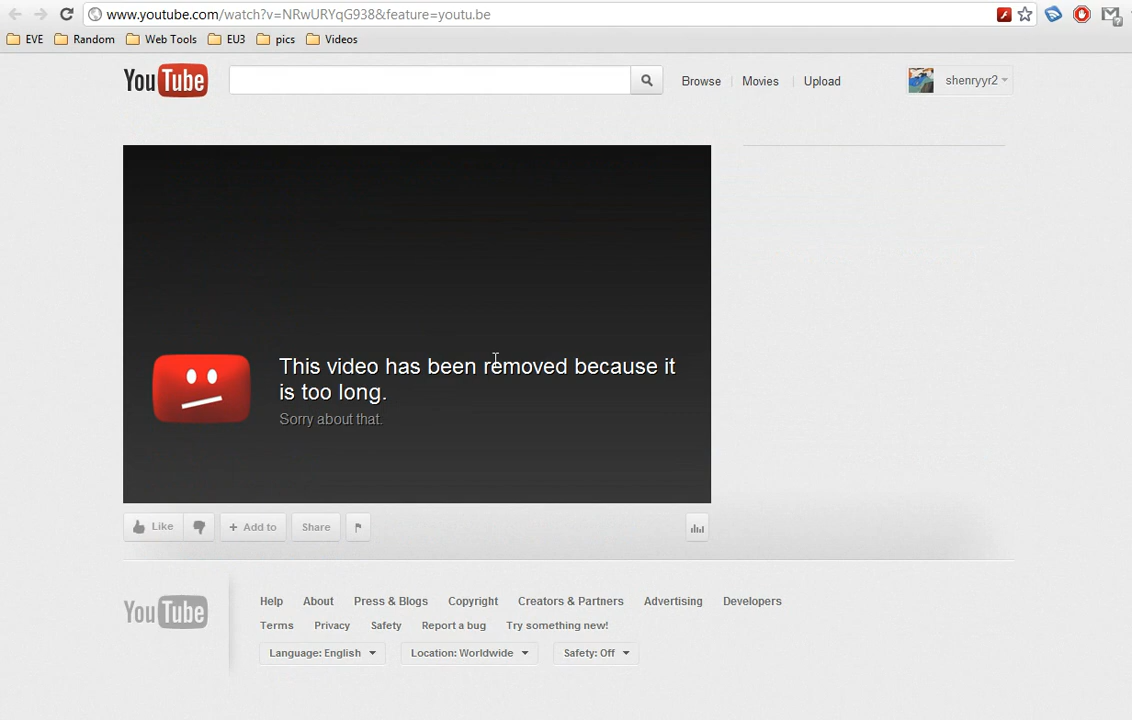 www.youtube.com/watch?v=NRwURYqG938&feature=youtu.be
EVE Random Web Tools EU3 pics Videos
YouTube Browse Movies Upload shenryyr2
This video has been removed because it
is too long.
Sorry about that.
Like + Add to Share
YouTube
Help About Press & Blogs Copyright Creators & Partners Advertising Developers
Terms Privacy Safety Report a bug Try something new!
Language: English Location: Worldwide Safety: Off